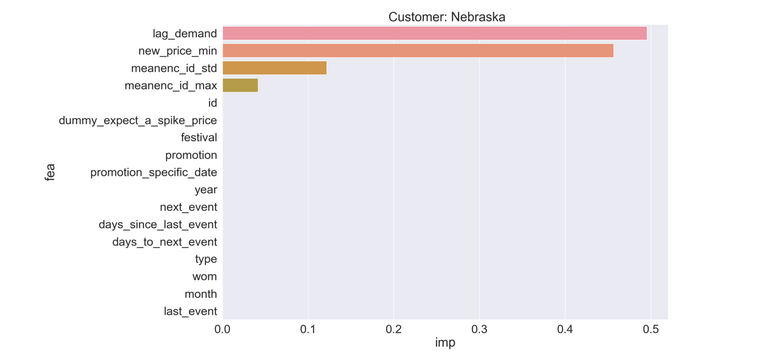 Customer: Nebraska
lag_demand
new_price_min
meanenc_id_std
meanenc_id_max
id
dummy_expect_a_spike_price
festival
promotion
promotion_specific_date
year
next_event
days_since_last_event
days_to_next_event
type
wom
month
last_event
fea
0.0 0.1 0.2 0.3 0.4 0.5
imp